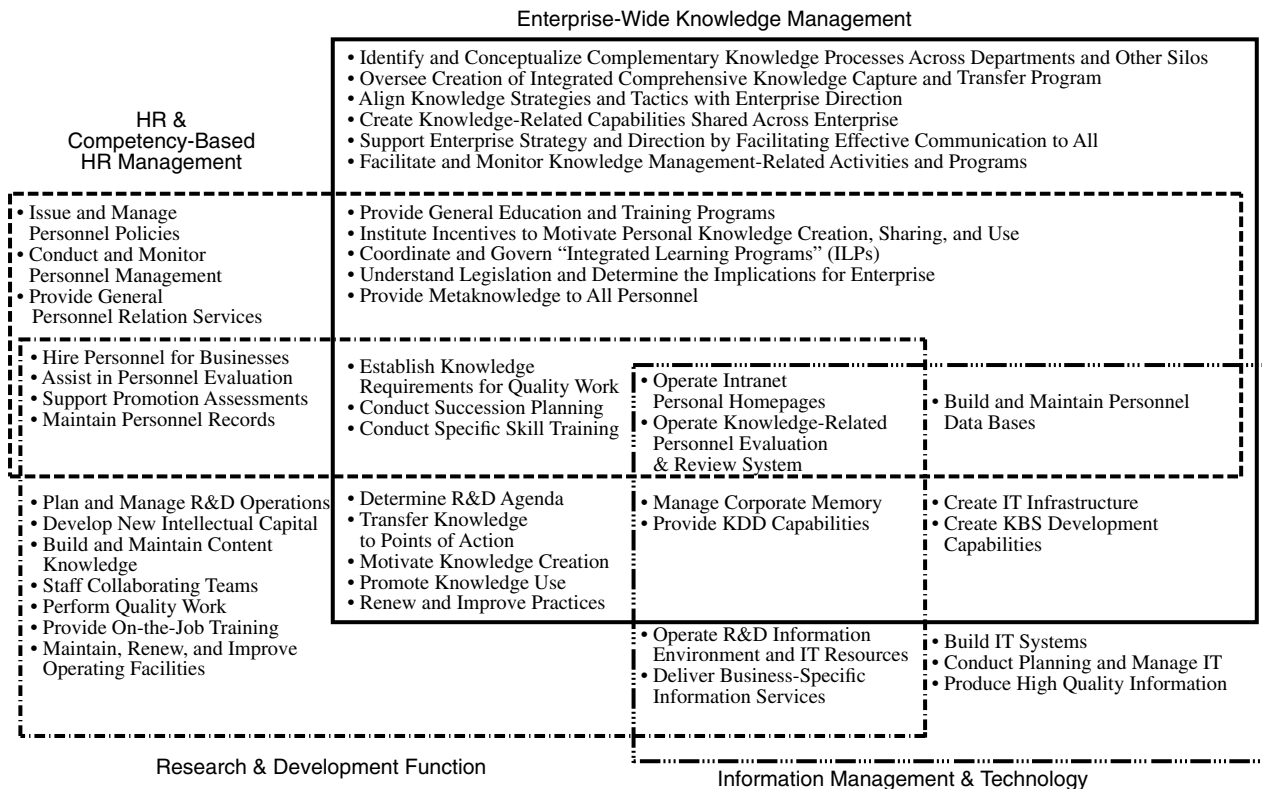 Enterprise-Wide Knowledge Management
• Identify and Conceptualize Complementary Knowledge Processes Across Departments and Other Silos
• Oversee Creation of Integrated Comprehensive Knowledge Capture and Transfer Program
• Align Knowledge Strategies and Tactics with Enterprise Direction
• Create Knowledge-Related Capabilities Shared Across Enterprise
• Support Enterprise Strategy and Direction by Facilitating Effective Communication to All
• Facilitate and Monitor Knowledge Management-Related Activities and Programs
HR &
Competency-Based
HR Management
• Issue and Manage
Personnel Policies
• Conduct and Monitor
Personnel Management
• Provide General
Personnel Relation Services
• Provide General Education and Training Programs
• Institute Incentives to Motivate Personal Knowledge Creation, Sharing, and Use
• Coordinate and Govern “Integrated Learning Programs” (ILPs)
• Understand Legislation and Determine the Implications for Enterprise
• Provide Metaknowledge to All Personnel
• Hire Personnel for Businesses
• Assist in Personnel Evaluation
• Support Promotion Assessments
• Maintain Personnel Records
• Establish Knowledge
Requirements for Quality Work
• Conduct Succession Planning
• Conduct Specific Skill Training
• Operate Intranet
Personal Homepages
• Operate Knowledge-Related
Personnel Evaluation
& Review System
• Build and Maintain Personnel
Data Bases
• Plan and Manage R&D Operations
• Develop New Intellectual Capital
• Build and Maintain Content
Knowledge
• Staff Collaborating Teams
• Perform Quality Work
• Provide On-the-Job Training
• Maintain, Renew, and Improve
Operating Facilities
• Determine R&D Agenda
• Transfer Knowledge
to Points of Action
• Motivate Knowledge Creation
• Promote Knowledge Use
• Renew and Improve Practices
• Manage Corporate Memory
• Provide KDD Capabilities
• Create IT Infrastructure
• Create KBS Development
Capabilities
• Operate R&D Information
Environment and IT Resources
• Deliver Business-Specific
Information Services
• Build IT Systems
• Conduct Planning and Manage IT
• Produce High Quality Information
Research & Development Function
Information Management & Technology